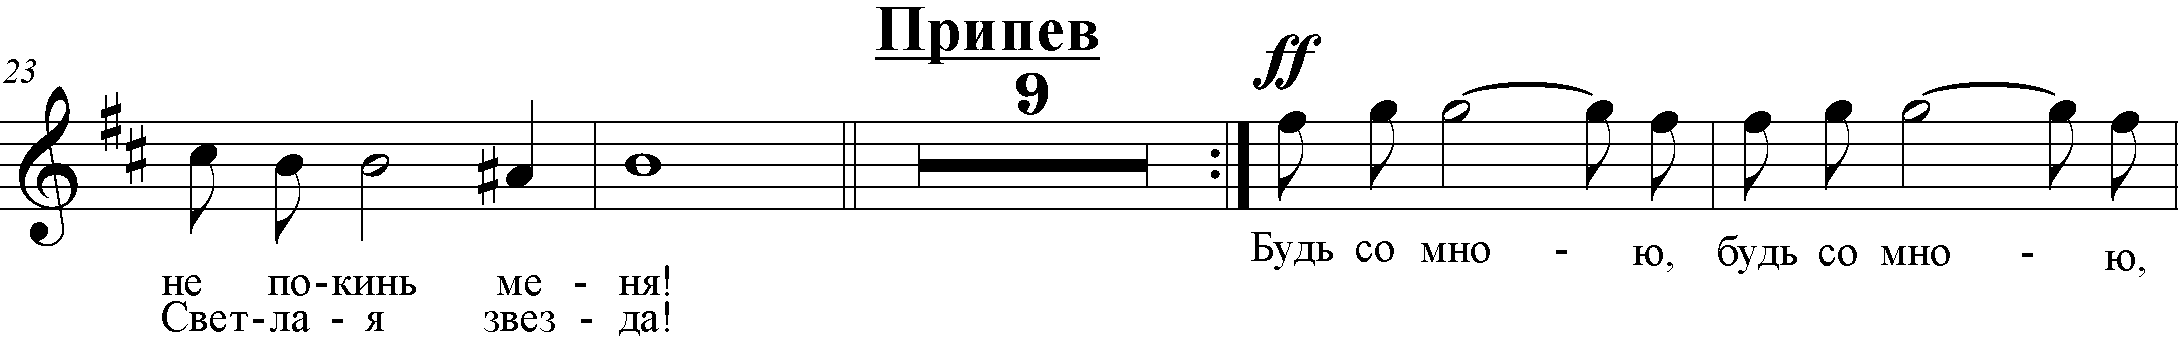 Припев
23
9
ff
Будь со мно - ю, будь со мно - ю,
не по-кинь ме - ня!
Свет-ла - я звез - да!